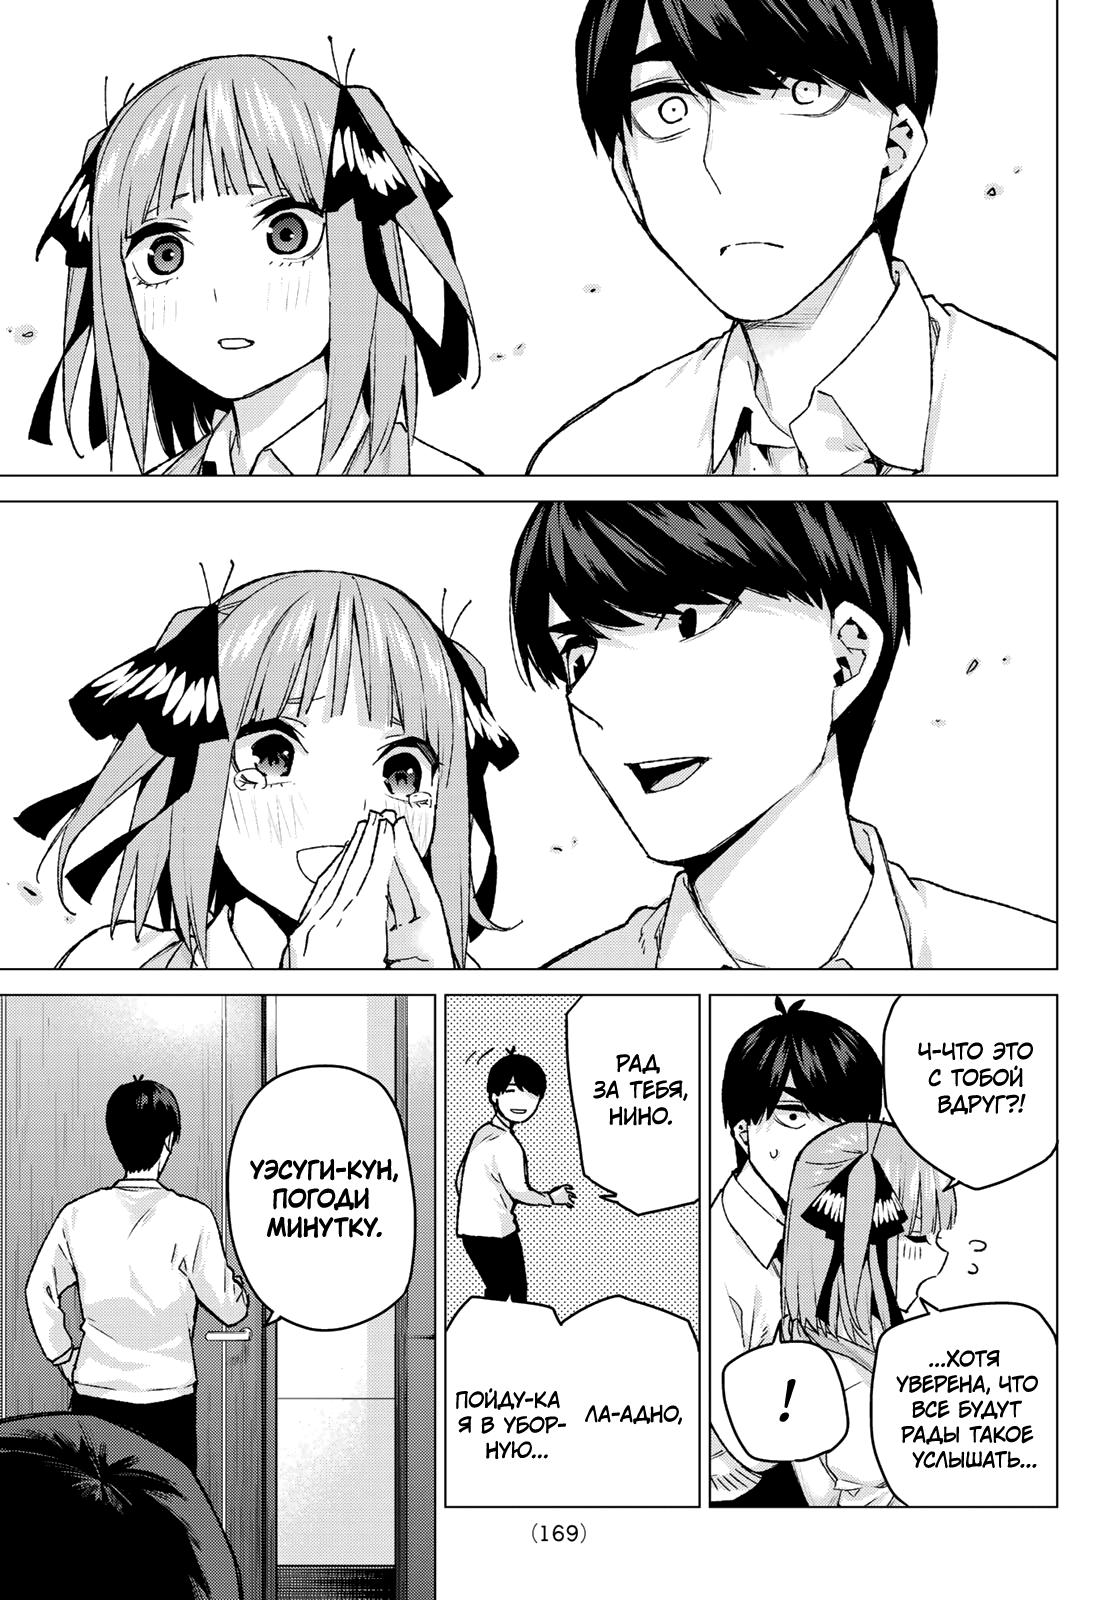 Ч-ЧТО ЭТО
С ТОБОЙ
ВДРУГ?!
...ХОТЯ
УВЕРЕНА, ЧТО
ВСЕ БУДУТ
РАДЫ ТАКОЕ
УСЛЫШАТЬ...
!
РАД
ЗА ТЕБЯ,
НИНО.
ЛА-АДНО,
ПОЙДУ-КА
Я В УБОР-
НУЮ...
УЭСУГИ-КУН,
ПОГОДИ
МИНУТКУ.
(169)